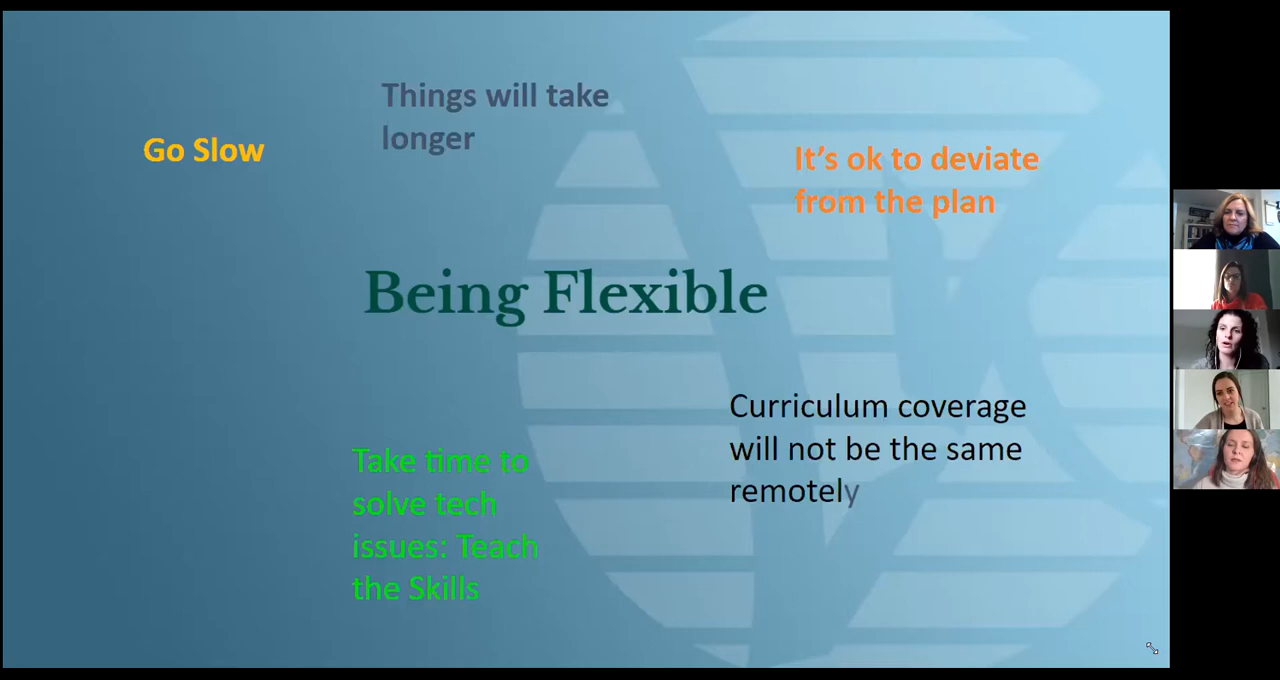 Things will take
longer
Go Slow
It's ok to deviate
from the plan
Being Flexible
Curriculum coverage
will not be the same
remotely
Take time to
solve tech
issues: Teach
the Skills